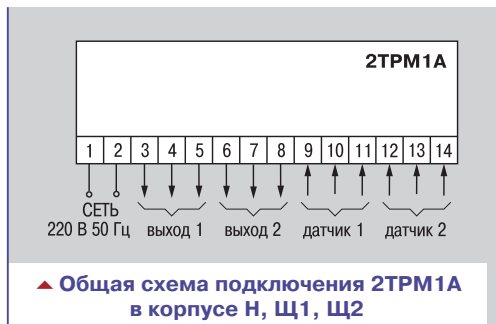 2ТРМ1А
1 2 3 4 5 6 7 8 9 10 11 12 13 14
СЕТЬ
220 В 50 Гц выход 1 выход 2 датчик 1 датчик 2
Общая схема подключения 2ТРМ1А
в корпусе Н, Щ1, Щ2